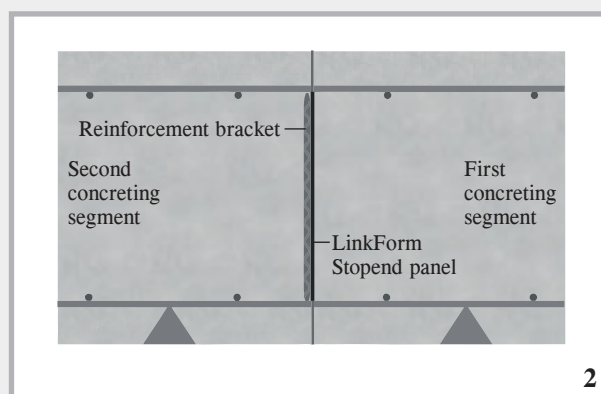 Reinforcement bracket
Second
concreting
segment
First
concreting
segment
LinkForm
Stopend panel
2